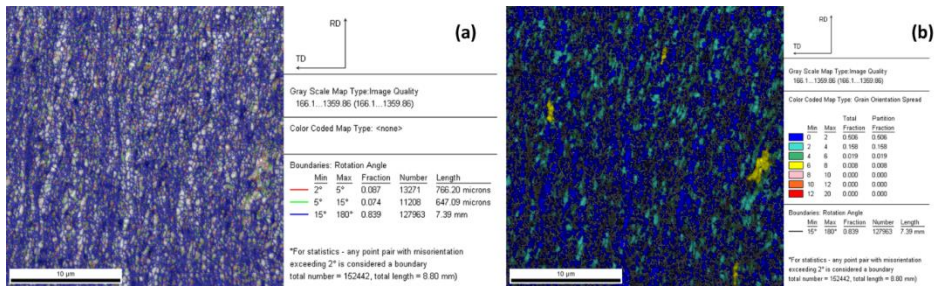 (a)
RD
TD
Gray Scale Map Type:Image Quality
166.1...1359.86 (166.1...1359.86)
Color Coded Map Type: <none>
Boundaries: Rotation Angle
Min Max Fraction Number Length
2° 5° 0.087 13271 766.20 microns
5° 15° 0.074 11208 647.09 microns
15° 180° 0.839 127963 7.39 mm
*For statistics - any point pair with misorientation
exceeding 2° is considered a boundary
total number = 152442, total length = 8.80 mm)
10 µm
(b)
RD
TD
Gray Scale Map Type:Image Quality
166.1...1359.86 (166.1...1359.86)
Color Coded Map Type: Grain Orientation Spread
Total Partition
Min Max Fraction Fraction
0 2 0.506 0.506
2 4 0.158 0.158
4 6 0.019 0.019
6 8 0.008 0.008
8 10 0.000 0.000
10 12 0.000 0.000
12 20 0.000 0.000
Boundaries: Rotation Angle
Min Max Fraction Number Length
15° 180° 0.839 127963 7.39 mm
*For statistics - any point pair with misorientation
exceeding 2° is considered a boundary
total number = 152442, total length = 8.80 mm)
10 µm